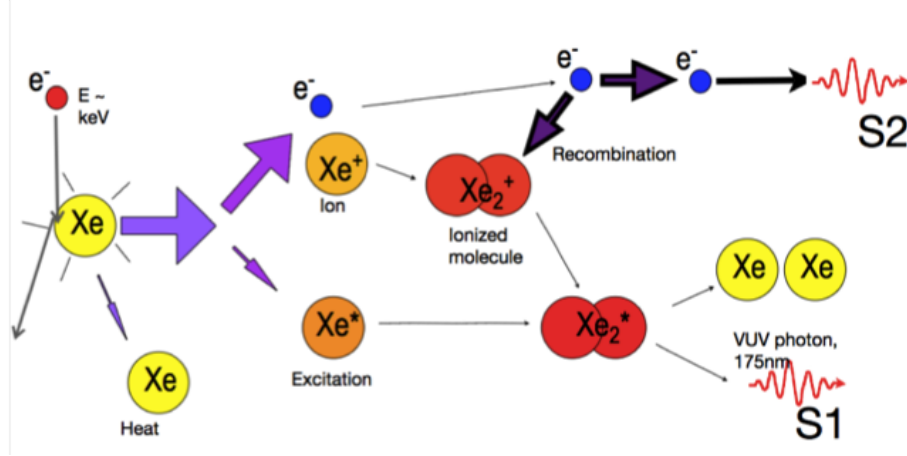 e-
E ~
keV
Xe
Xe
Heat
e-
Xe+
Ion
Xe*
Excitation
Xe2+
Ionized
molecule
e-
e-
Recombination
S2
Xe2*
Xe Xe
VUV photon,
175nm
S1